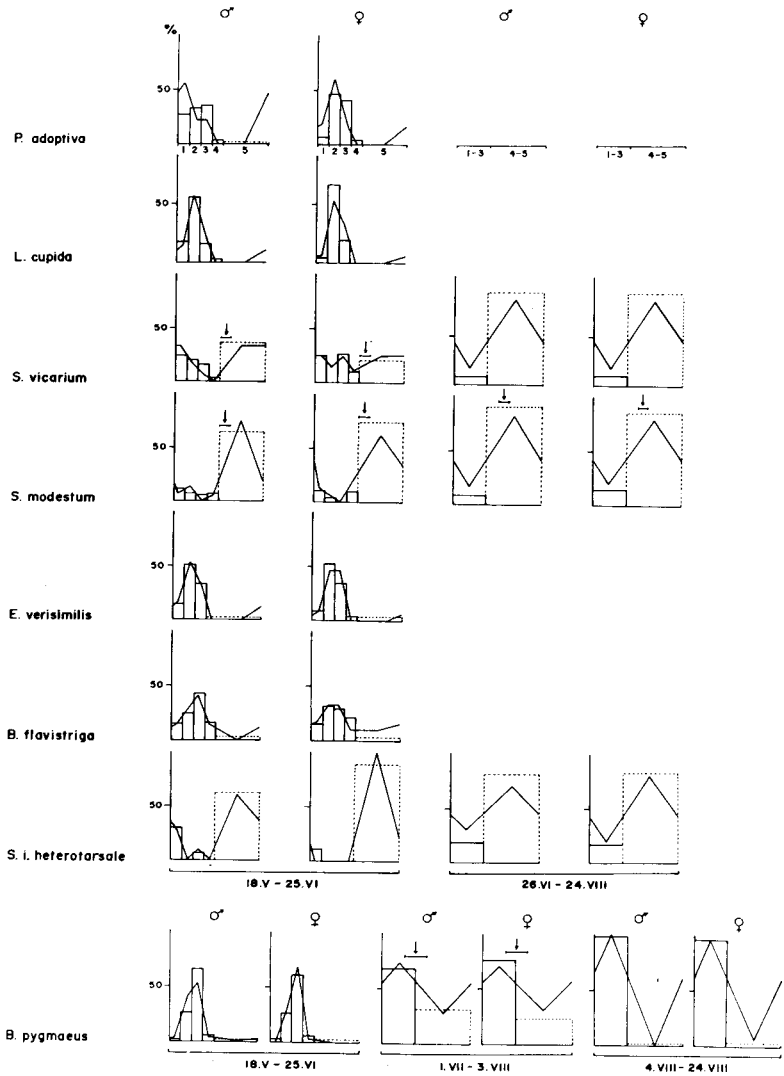 ♂ ♀ ♂ ♀
%
50
P. adoptiva
1 2 3 4 5 1 2 3 4 5 1-3 4-5 1-3 4-5
50
L. cupida
50
S. vicarium
50
S. modestum
50
E. verisimilis
50
B. flavistriga
50
S. i. heterotarsale
18.V – 25.VI 26.VI – 24.VIII
♂ ♀ ♂ ♀ ♂ ♀
50
B. pygmaeus
18.V – 25.VI 1.VII – 3.VIII 4.VIII – 24.VIII